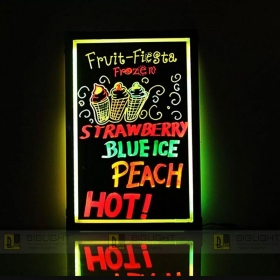 Fruit-Fiesta
Frozen
STRAWBERRY
BLUE ICE
PEACH
HOT!